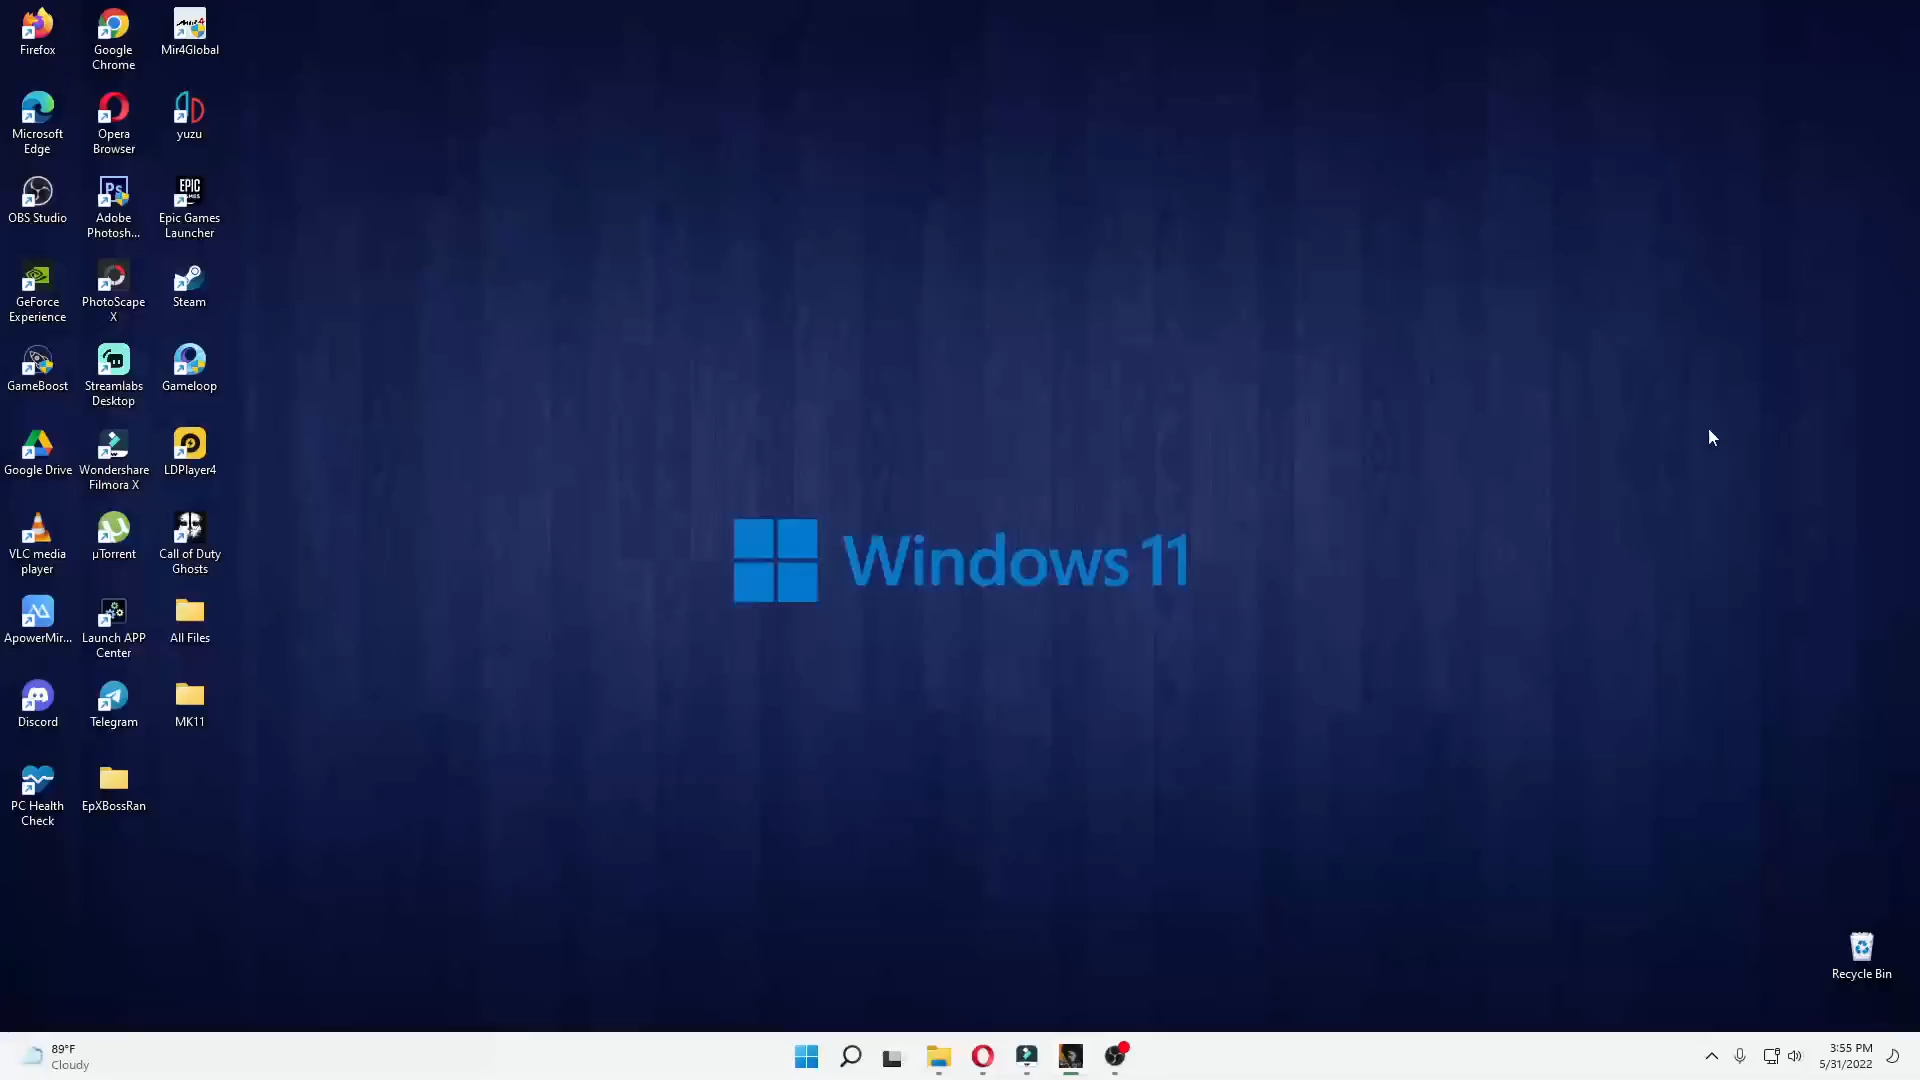 Firefox
Google
Chrome
Mir4Global
Microsoft
Edge
Opera
Browser
yuzu
OBS Studio
Ps
Adobe
Photosh...
EPIC
GAMES
Epic Games
Launcher
GeForce
Experience
PhotoScape
X
Steam
GameBoost
Streamlabs
Desktop
Gameloop
Google Drive
Wondershare
Filmora X
LDPlayer4
VLC media
player
µTorrent
Call of Duty
Ghosts
ApowerMir...
Launch APP
Center
All Files
Discord
Telegram
MK11
PC Health
Check
EpXBossRan
Windows 11
Recycle Bin
89°F
Cloudy
3:55 PM
5/31/2022